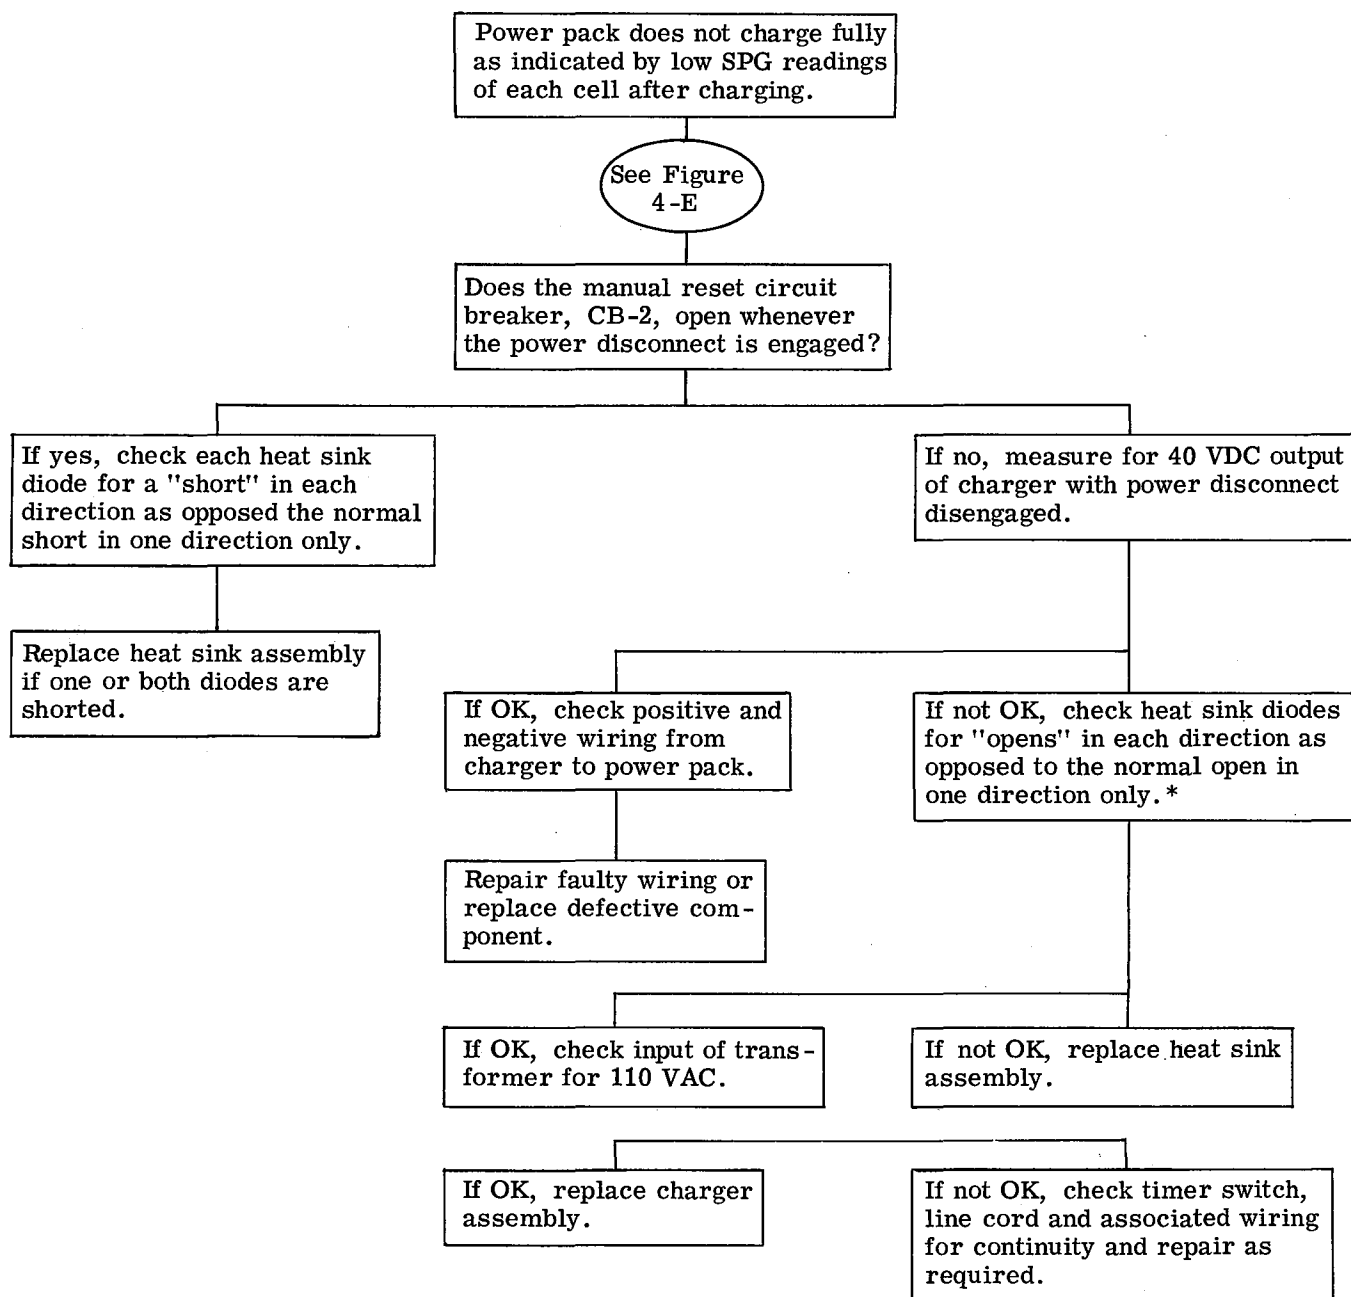 Power pack does not charge fully
as indicated by low SPG readings
of each cell after charging.
See Figure
4-E
Does the manual reset circuit
breaker, CB-2, open whenever
the power disconnect is engaged?
If yes, check each heat sink
diode for a "short" in each
direction as opposed the normal
short in one direction only.
If no, measure for 40 VDC output
of charger with power disconnect
disengaged.
Replace heat sink assembly
if one or both diodes are
shorted.
If OK, check positive and
negative wiring from
charger to power pack.
If not OK, check heat sink diodes
for "opens" in each direction as
opposed to the normal open in
one direction only.*
Repair faulty wiring or
replace defective com-
ponent.
If OK, check input of trans-
former for 110 VAC.
If not OK, replace heat sink
assembly.
If OK, replace charger
assembly.
If not OK, check timer switch,
line cord and associated wiring
for continuity and repair as
required.